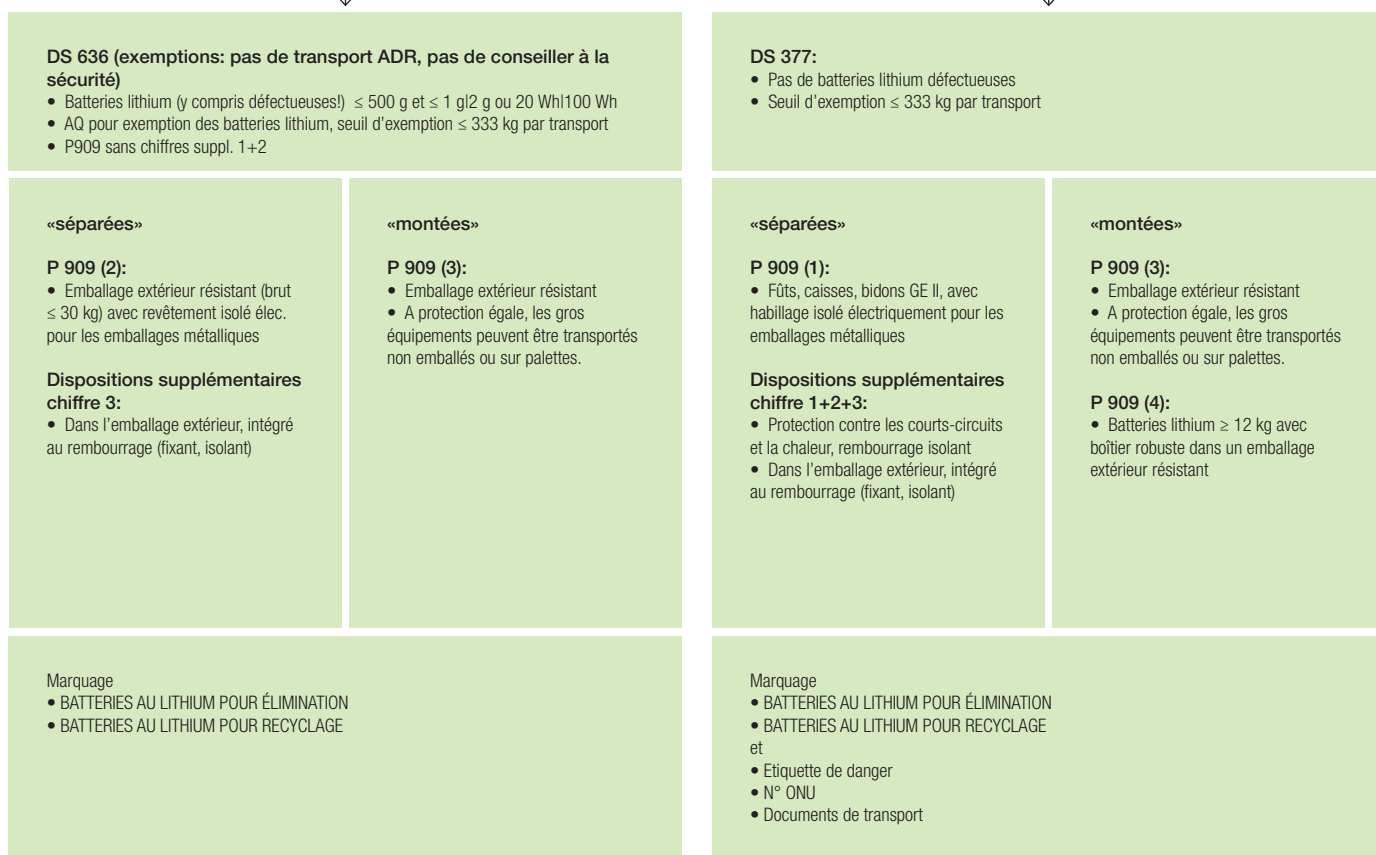 DS 636 (exemptions: pas de transport ADR, pas de conseiller à la
sécurité)
• Batteries lithium (y compris défectueuses!) ≤ 500 g et ≤ 1 g|2 g ou 20 Wh|100 Wh
• AQ pour exemption des batteries lithium, seuil d'exemption ≤ 333 kg par transport
• P909 sans chiffres suppl. 1+2
«séparées»
P 909 (2):
• Emballage extérieur résistant (brut
≤ 30 kg) avec revêtement isolé élec.
pour les emballages métalliques
Dispositions supplémentaires
chiffre 3:
• Dans l'emballage extérieur, intégré
au rembourrage (fixant, isolant)
«montées»
P 909 (3):
• Emballage extérieur résistant
• A protection égale, les gros
équipements peuvent être transportés
non emballés ou sur palettes.
Marquage
• BATTERIES AU LITHIUM POUR ÉLIMINATION
• BATTERIES AU LITHIUM POUR RECYCLAGE
DS 377:
• Pas de batteries lithium défectueuses
• Seuil d'exemption ≤ 333 kg par transport
«séparées»
P 909 (1):
• Fûts, caisses, bidons GE II, avec
habillage isolé électriquement pour les
emballages métalliques
Dispositions supplémentaires
chiffre 1+2+3:
• Protection contre les courts-circuits
et la chaleur, rembourrage isolant
• Dans l'emballage extérieur, intégré
au rembourrage (fixant, isolant)
«montées»
P 909 (3):
• Emballage extérieur résistant
• A protection égale, les gros
équipements peuvent être transportés
non emballés ou sur palettes.
P 909 (4):
• Batteries lithium ≥ 12 kg avec
boîtier robuste dans un emballage
extérieur résistant
Marquage
• BATTERIES AU LITHIUM POUR ÉLIMINATION
• BATTERIES AU LITHIUM POUR RECYCLAGE
et
• Etiquette de danger
• N° ONU
• Documents de transport